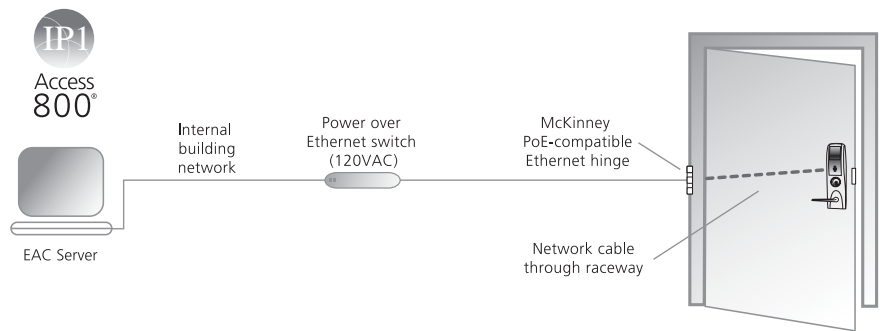 IP1
Access
800®
Internal
building
network
Power over
Ethernet switch
(120VAC)
McKinney
PoE-compatible
Ethernet hinge
EAC Server
Network cable
through raceway